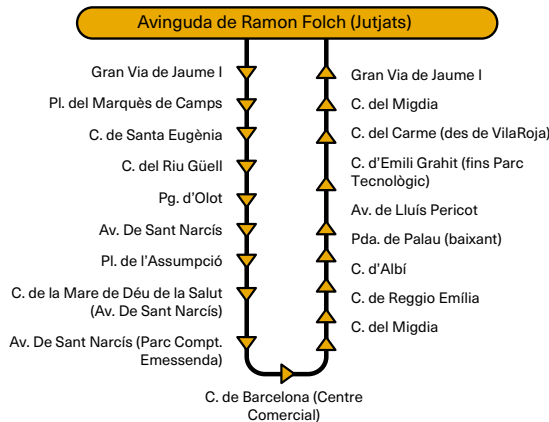 Avinguda de Ramon Folch (Jutjats)
Gran Via de Jaume I
Pl. del Marquès de Camps
C. de Santa Eugènia
C. del Riu Güell
Pg. d'Olot
Av. De Sant Narcís
Pl. de l'Assumpció
C. de la Mare de Déu de la Salut
(Av. De Sant Narcís)
Av. De Sant Narcís (Parc Compt.
Emessenda)
C. de Barcelona (Centre
Comercial)
Gran Via de Jaume I
C. del Migdia
C. del Carme (des de VilaRoja)
C. d'Emili Grahit (fins Parc
Tecnològic)
Av. de Lluís Pericot
Pda. de Palau (baixant)
C. d'Albí
C. de Reggio Emília
C. del Migdia